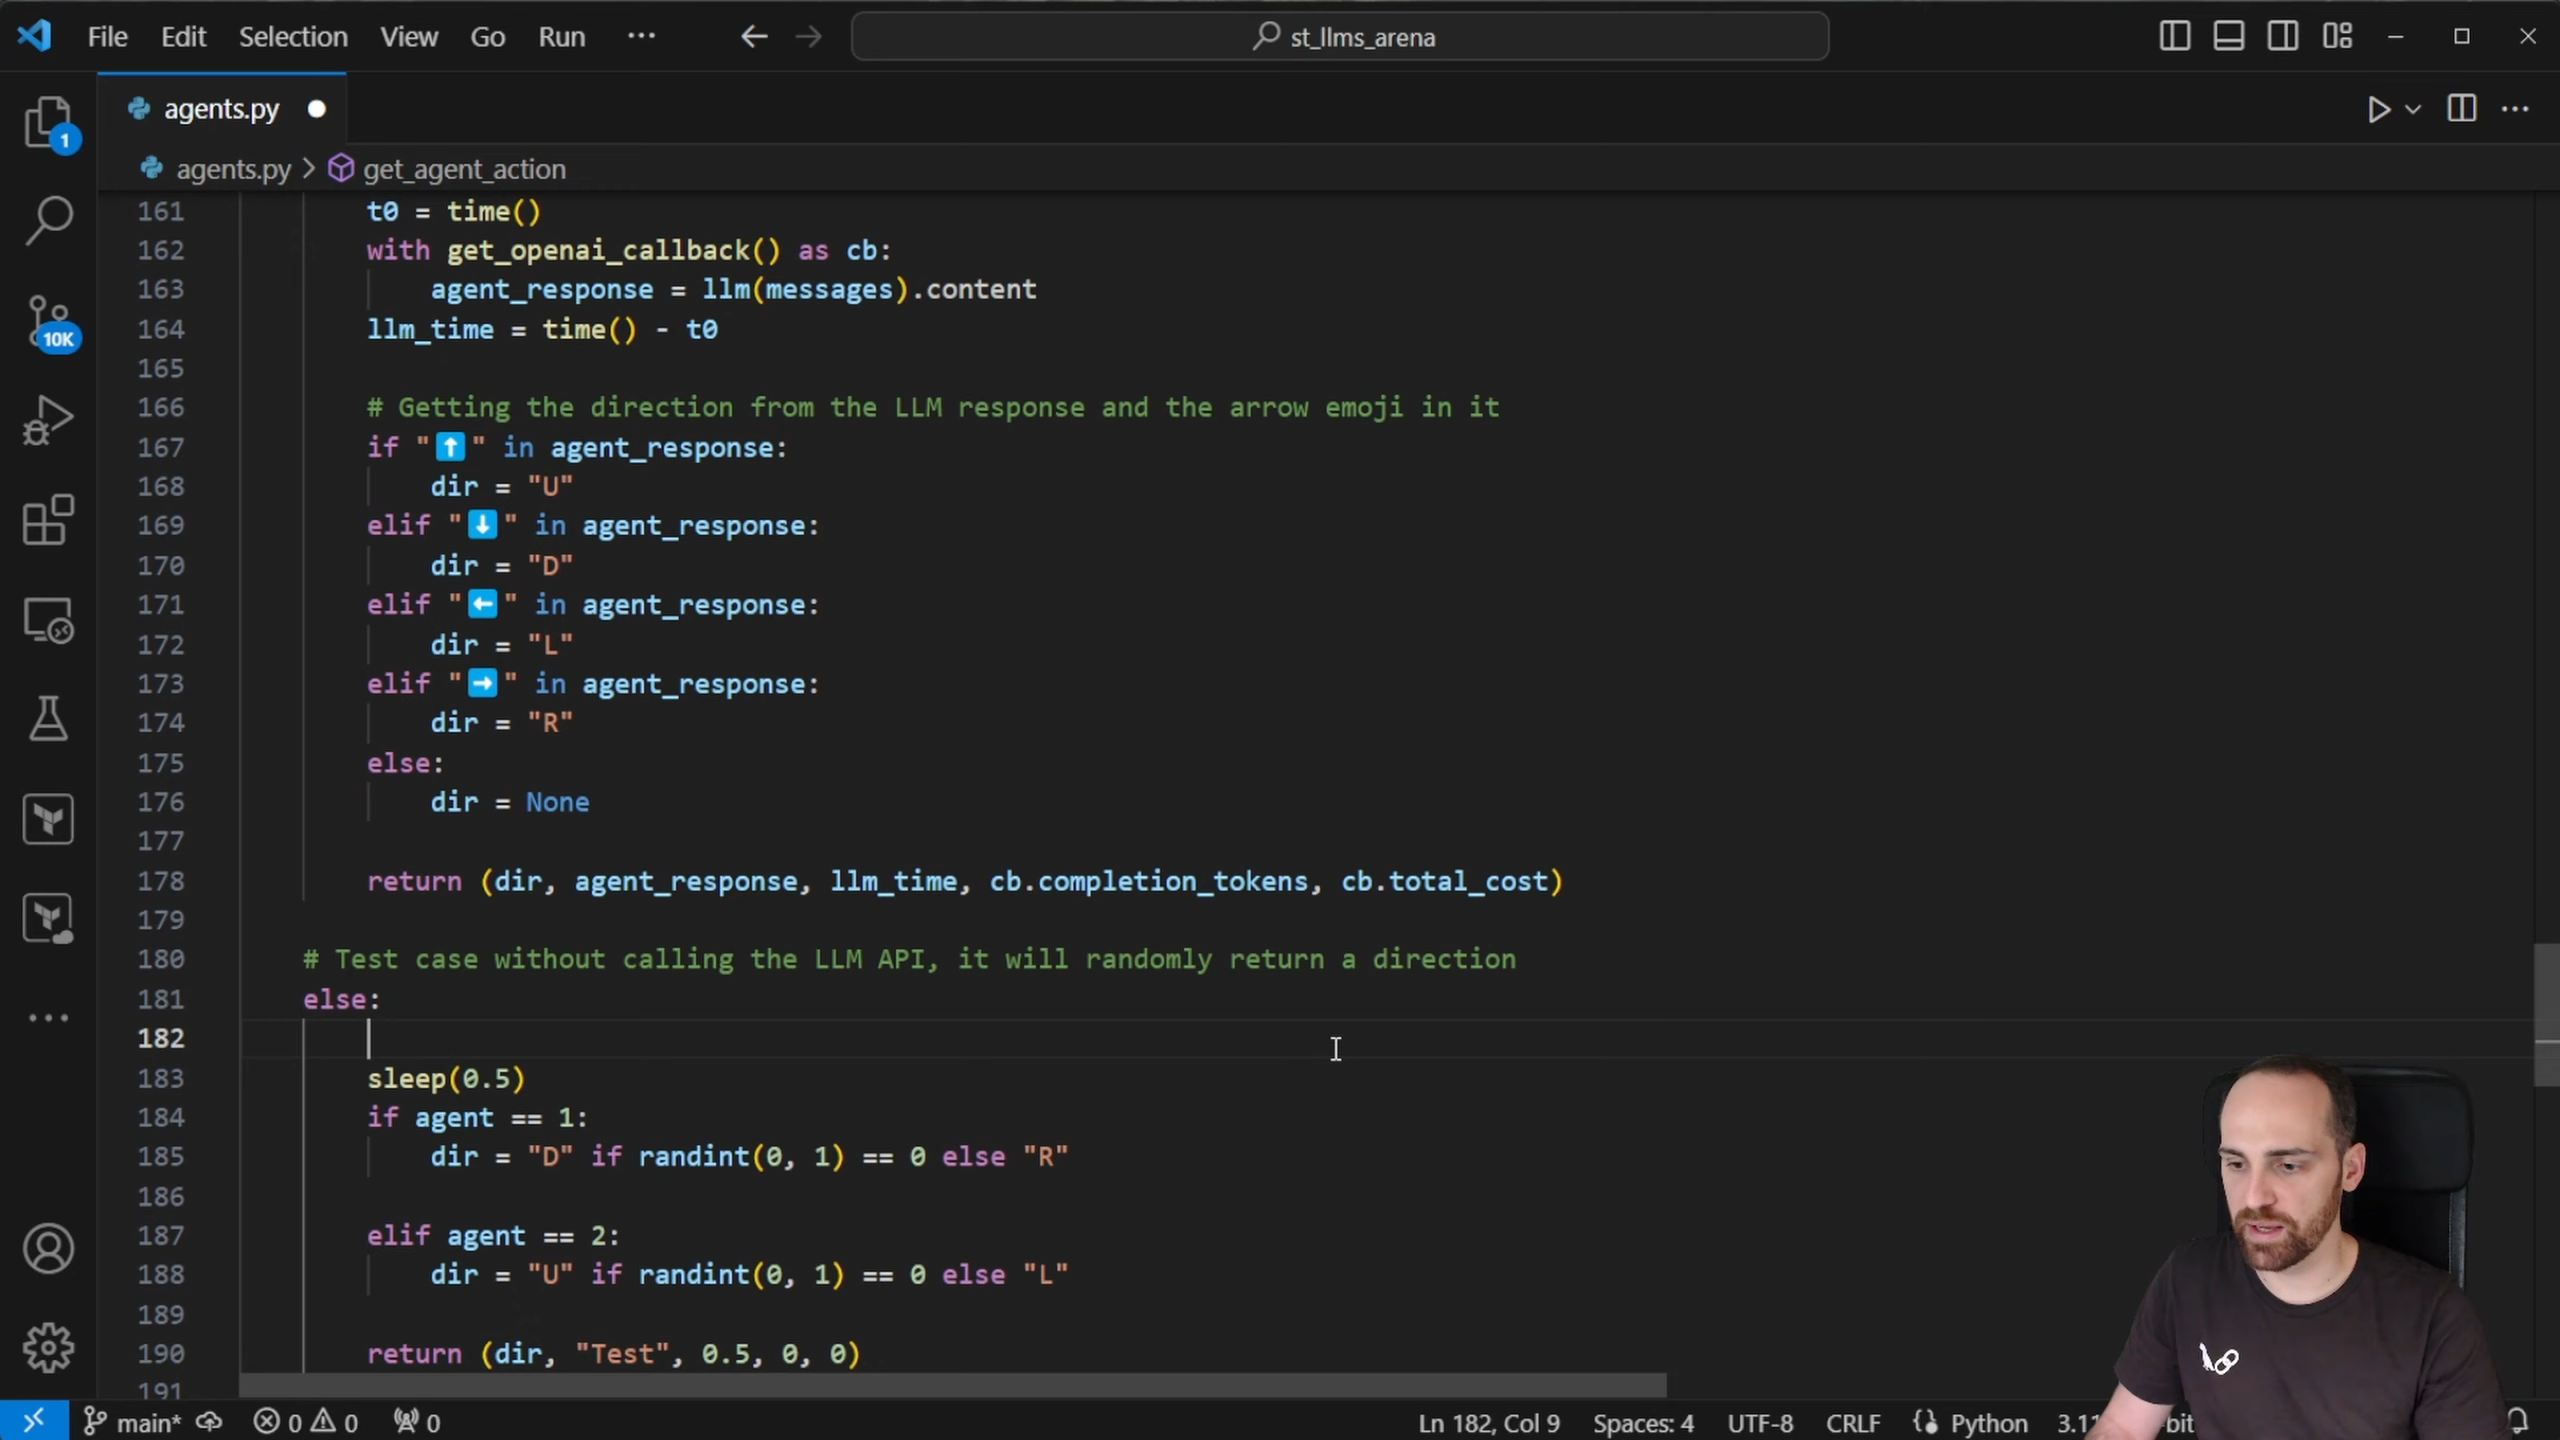 File Edit Selection View Go Run ··· st_llms_arena
agents.py
agents.py > get_agent_action
1
10K
161 t0 = time()
162 with get_openai_callback() as cb:
163 agent_response = llm(messages).content
164 llm_time = time() - t0
165
166 # Getting the direction from the LLM response and the arrow emoji in it
167 if "⬆️" in agent_response:
168 dir = "U"
169 elif "⬇️" in agent_response:
170 dir = "D"
171 elif "⬅️" in agent_response:
172 dir = "L"
173 elif "➡️" in agent_response:
174 dir = "R"
175 else:
176 dir = None
177
178 return (dir, agent_response, llm_time, cb.completion_tokens, cb.total_cost)
179
180 # Test case without calling the LLM API, it will randomly return a direction
181 else:
182
183 sleep(0.5)
184 if agent == 1:
185 dir = "D" if randint(0, 1) == 0 else "R"
186
187 elif agent == 2:
188 dir = "U" if randint(0, 1) == 0 else "L"
189
190 return (dir, "Test", 0.5, 0, 0)
191
main* 0 0 0 Ln 182, Col 9 Spaces: 4 UTF-8 CRLF Python